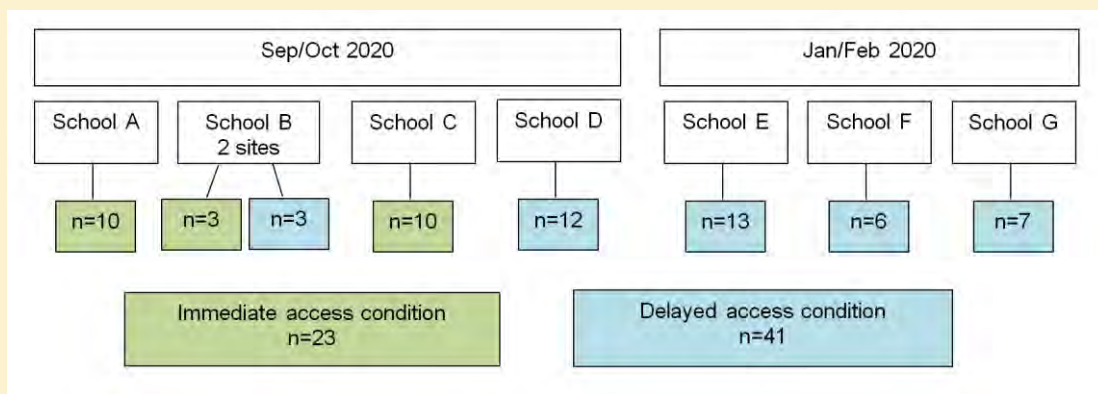 Sep/Oct 2020
Jan/Feb 2020
School A
School B
2 sites
School C
School D
School E
School F
School G
n=10
n=3
n=3
n=10
n=12
n=13
n=6
n=7
Immediate access condition
n=23
Delayed access condition
n=41